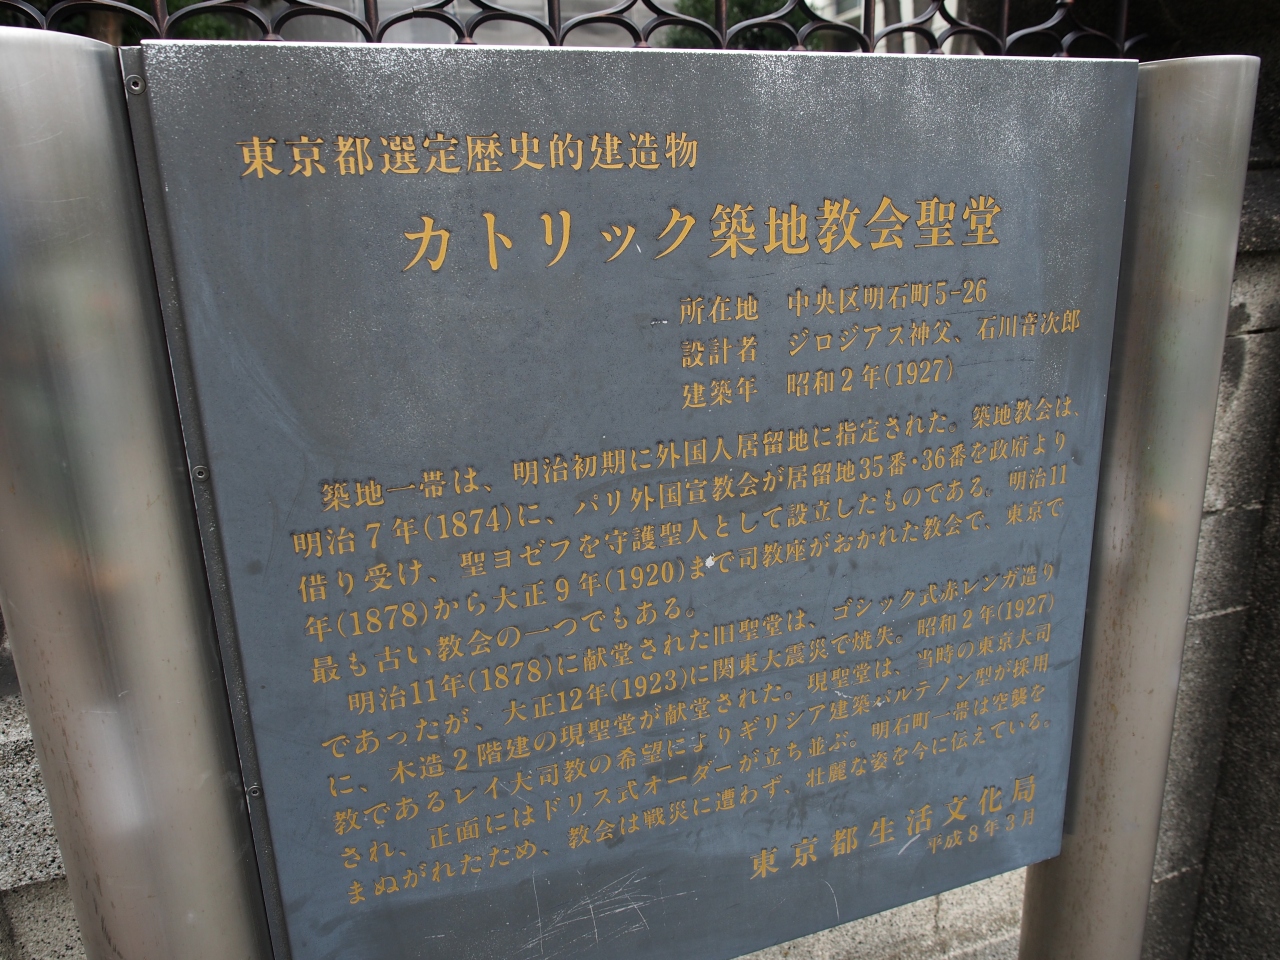 東京都選定歴史的建造物
カトリック築地教会聖堂
所在地 中央区明石町5-26
設計者 ジロジアス神父、石川音次郎
建築年 昭和2年(1927)
築地一帯は、明治初期に外国人居留地に指定された。築地教会は、
明治7年(1874)に、パリ外国宣教会が居留地35番・36番を政府より
借り受け、聖ヨゼフを守護聖人として設立したものである。明治11
年(1878)から大正9年(1920)まで司教座がおかれた教会で、東京で
最も古い教会の一つでもある。
明治11年(1878)に献堂された旧聖堂は、ゴシック式赤レンガ造り
であったが、大正12年(1923)に関東大震災で焼失。昭和2年(1927)
に、木造2階建の現聖堂が献堂された。現聖堂は、当時の東京大司
教であるレイ大司教の希望によりギリシア建築パルテノン型が採用
され、正面にはドリス式オーダーが立ち並ぶ。明石町一帯は空襲を
まぬがれたため、教会は戦災に遭わず、壮麗な姿を今に伝えている。
東京都生活文化局
平成8年3月